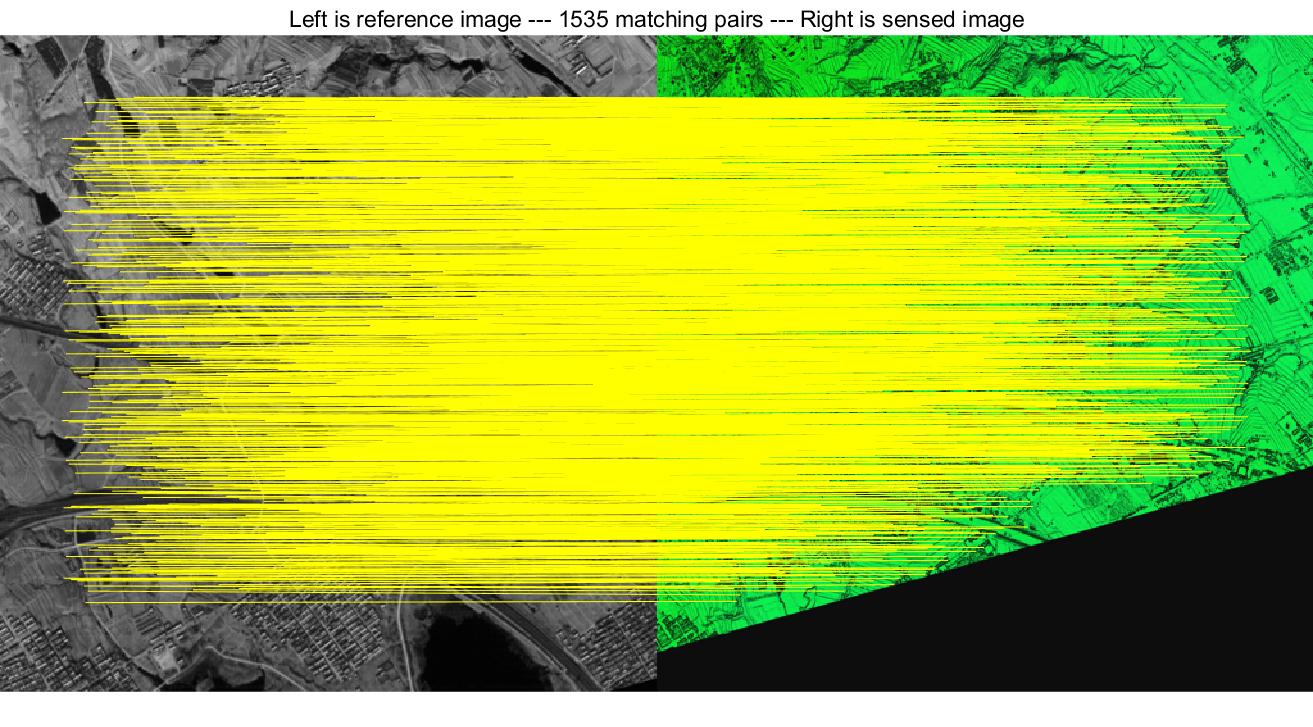 Left is reference image --- 1535 matching pairs --- Right is sensed image